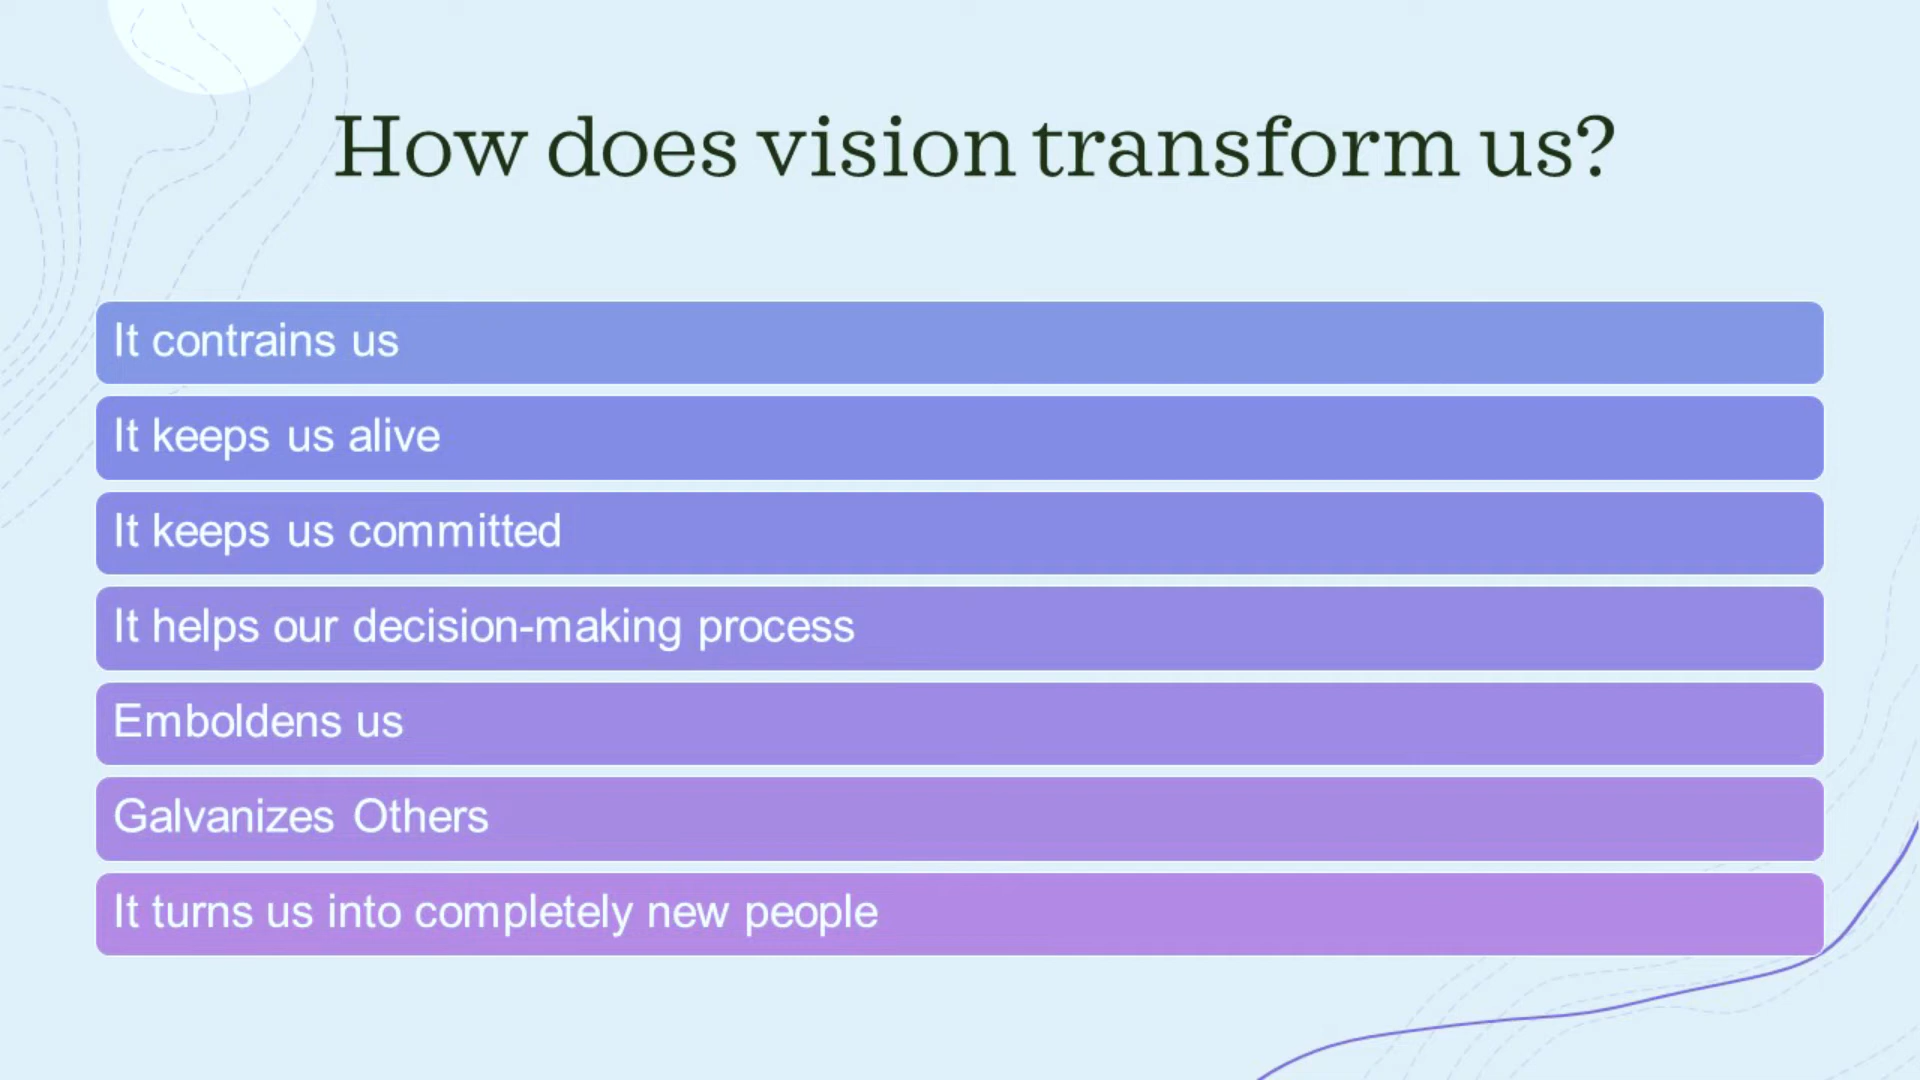 How does vision transform us?
It contrains us
It keeps us alive
It keeps us committed
It helps our decision-making process
Emboldens us
Galvanizes Others
It turns us into completely new people